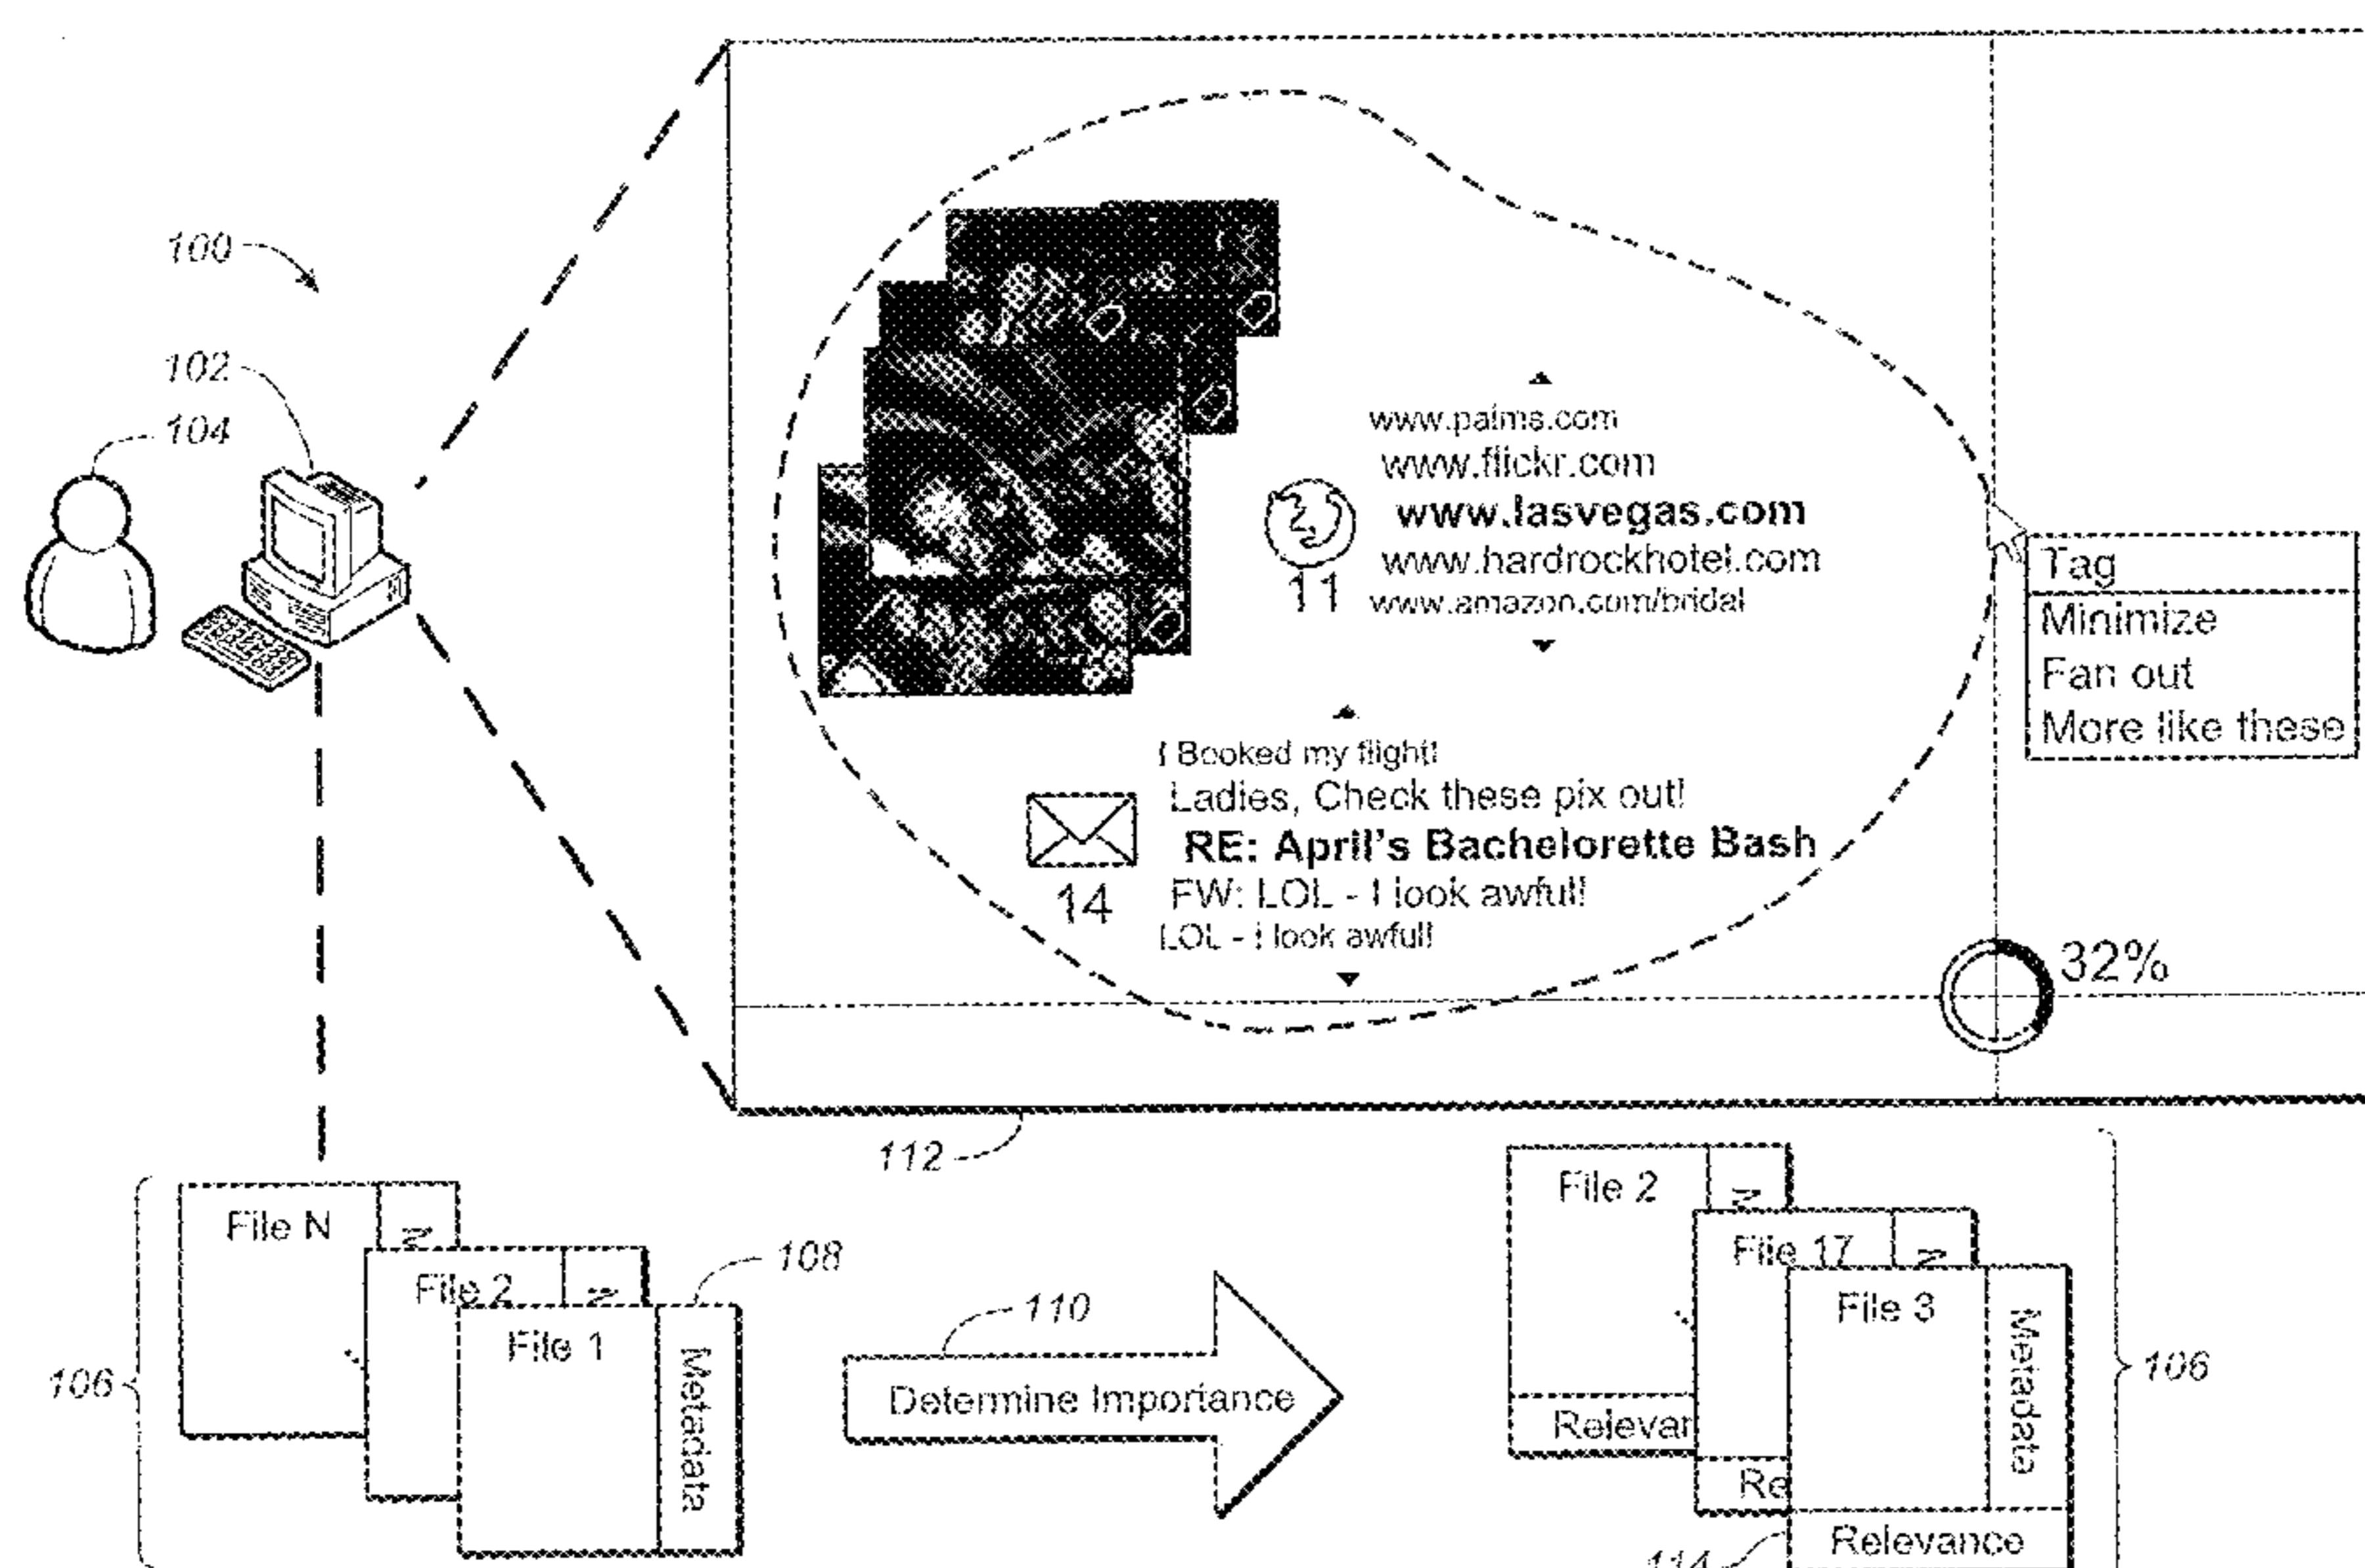 100
102
104
www.palms.com
www.flickr.com
www.lasvegas.com
www.hardrockhotel.com
www.amazon.com/bridal
11
Tag
Minimize
Fan out
More like these
I Booked my flight!
Ladies, Check these pix out!
RE: April's Bachelorette Bash
FW: LOL - I look awful!
LOL - I look awful!
14
32%
112
File N
M
File 2
M
File 1
Metadata
108
106
110
Determine Importance
File 2
M
File 17
M
File 3
Metadata
106
Relevan
Re
Relevance
114